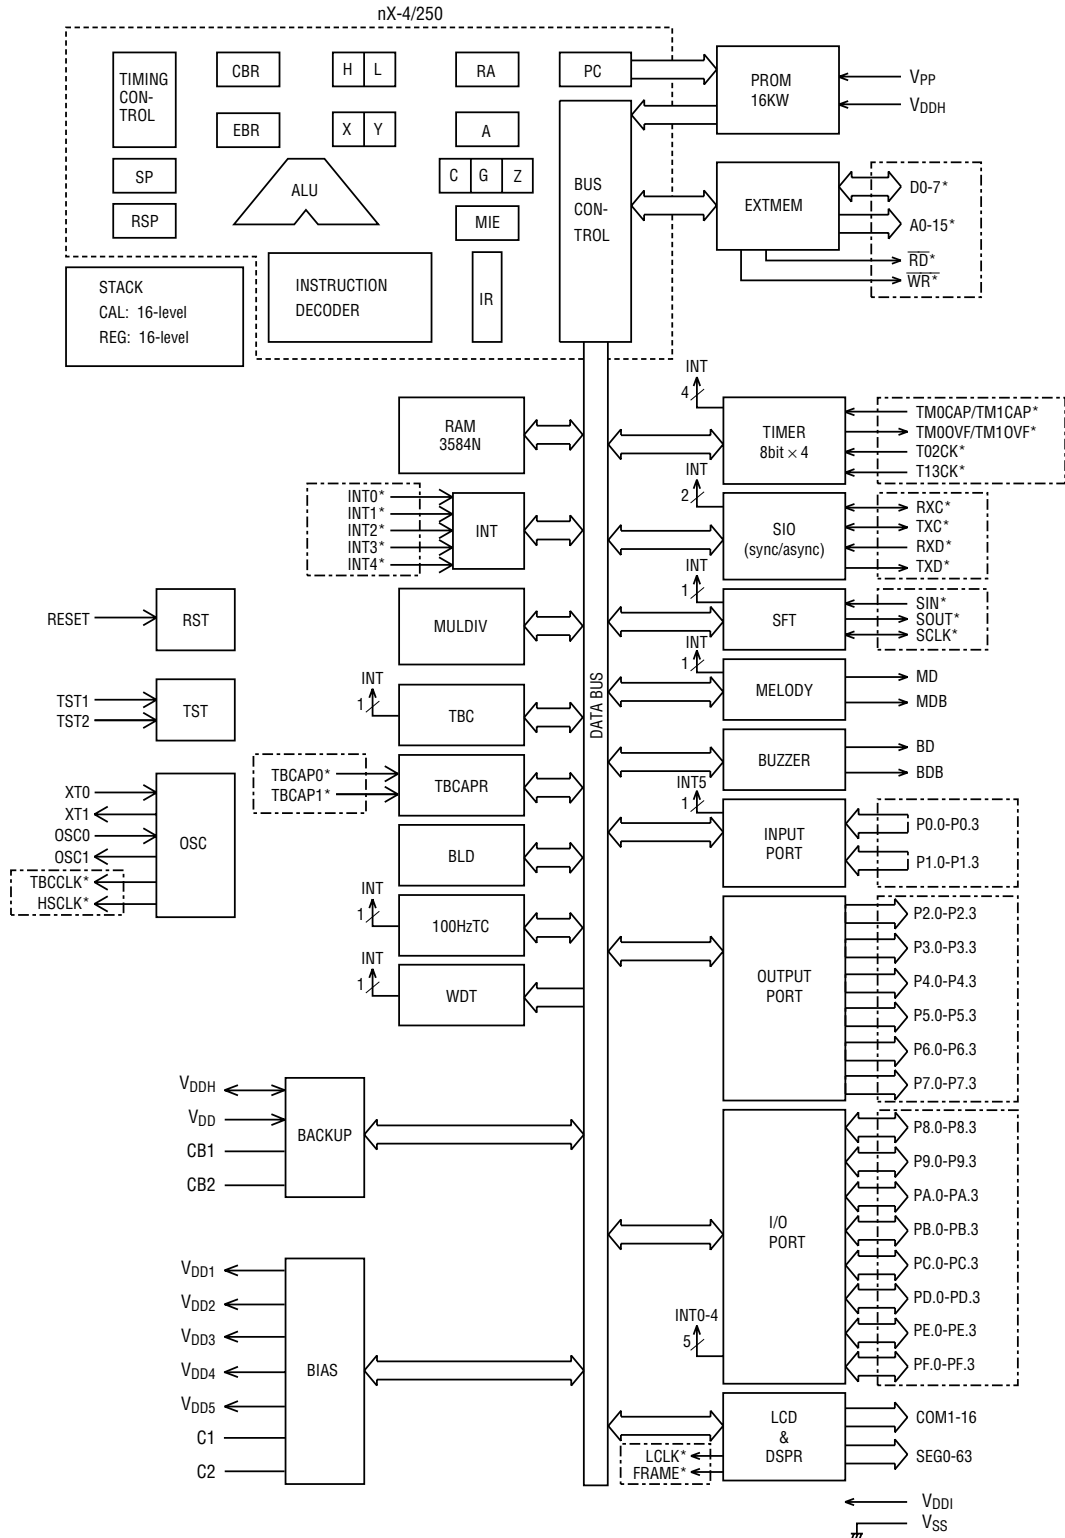 nX-4/250
TIMING
CON-
TROL
CBR
H L
RA
PC
EBR
X Y
A
SP
ALU
C G Z
RSP
MIE
BUS
CON-
TROL
INSTRUCTION
DECODER
IR
STACK
CAL: 16-level
REG: 16-level
PROM
16KW
VPP
VDDH
EXTMEM
D0-7*
A0-15*
RD*
WR*
DATA BUS
RAM
3584N
INT0*
INT1*
INT2*
INT3*
INT4*
INT
RESET
RST
MULDIV
TST1
TST2
TST
INT
1
TBC
TBCAP0*
TBCAP1*
TBCAPR
XT0
XT1
OSC0
OSC1
TBCCLK*
HSCLK*
OSC
BLD
INT
1
100HzTC
INT
1
WDT
VDDH
VDD
CB1
CB2
BACKUP
VDD1
VDD2
VDD3
VDD4
VDD5
C1
C2
BIAS
INT
4
TIMER
8bit × 4
TM0CAP/TM1CAP*
TM0OVF/TM1OVF*
T02CK*
T13CK*
INT
2
SIO
(sync/async)
RXC*
TXC*
RXD*
TXD*
INT
1
SFT
SIN*
SOUT*
SCLK*
INT
1
MELODY
MD
MDB
BUZZER
BD
BDB
INT5
1
INPUT
PORT
P0.0-P0.3
P1.0-P1.3
OUTPUT
PORT
P2.0-P2.3
P3.0-P3.3
P4.0-P4.3
P5.0-P5.3
P6.0-P6.3
P7.0-P7.3
I/O
PORT
P8.0-P8.3
P9.0-P9.3
PA.0-PA.3
PB.0-PB.3
PC.0-PC.3
PD.0-PD.3
PE.0-PE.3
PF.0-PF.3
INT0-4
5
LCD
&
DSPR
LCLK*
FRAME*
COM1-16
SEG0-63
VDDI
VSS